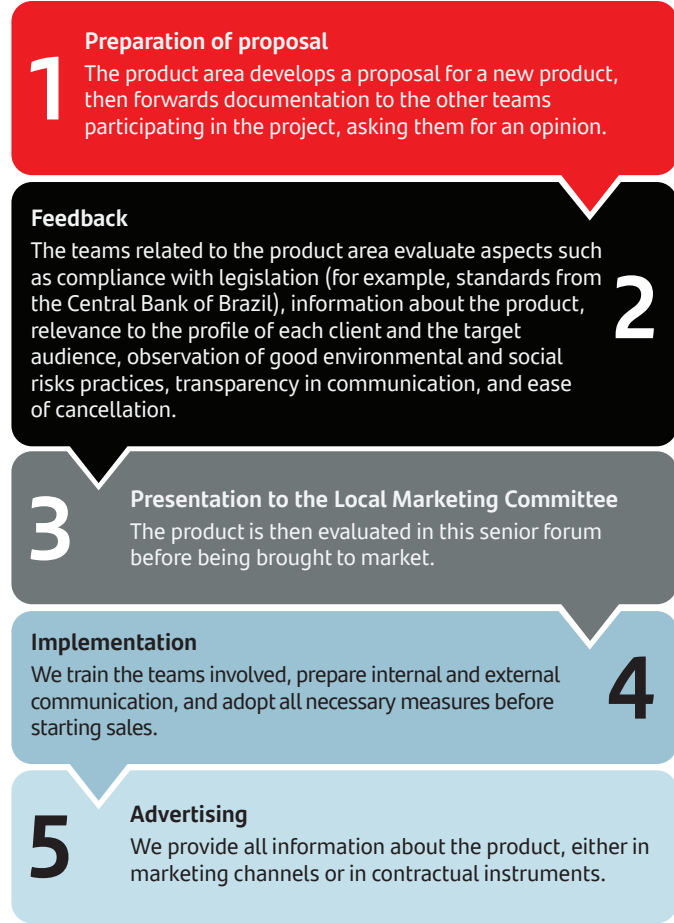 1
Preparation of proposal
The product area develops a proposal for a new product,
then forwards documentation to the other teams
participating in the project, asking them for an opinion.
2
Feedback
The teams related to the product area evaluate aspects such
as compliance with legislation (for example, standards from
the Central Bank of Brazil), information about the product,
relevance to the profile of each client and the target
audience, observation of good environmental and social
risks practices, transparency in communication, and ease
of cancellation.
3
Presentation to the Local Marketing Committee
The product is then evaluated in this senior forum
before being brought to market.
4
Implementation
We train the teams involved, prepare internal and external
communication, and adopt all necessary measures before
starting sales.
5
Advertising
We provide all information about the product, either in
marketing channels or in contractual instruments.